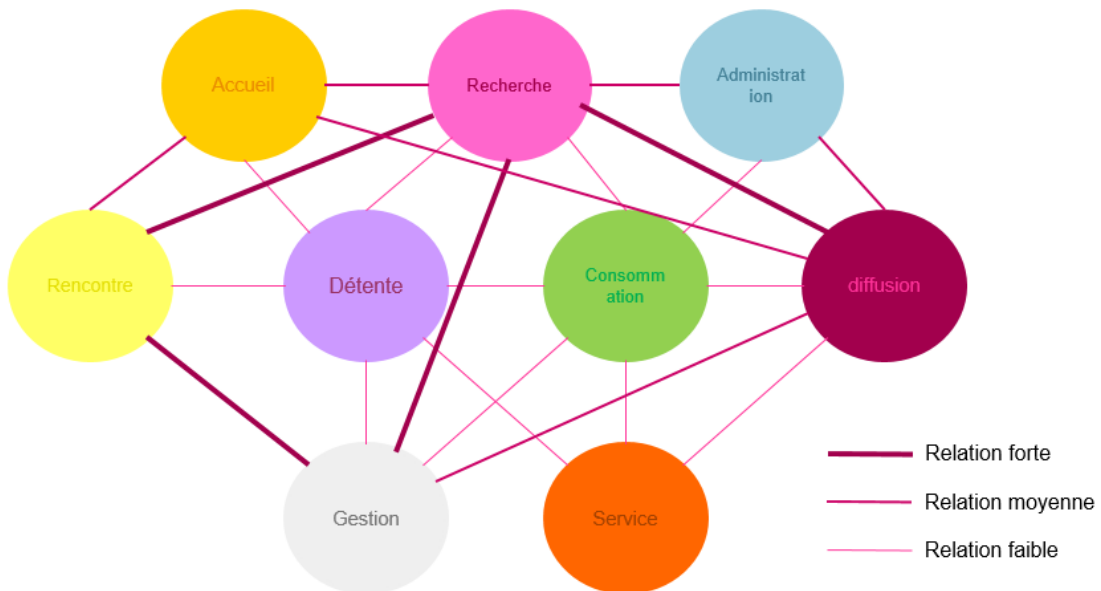 Accueil
Recherche
Administrat
ion
Rencontre
Détente
Consomm
ation
diffusion
Gestion
Service
Relation forte
Relation moyenne
Relation faible